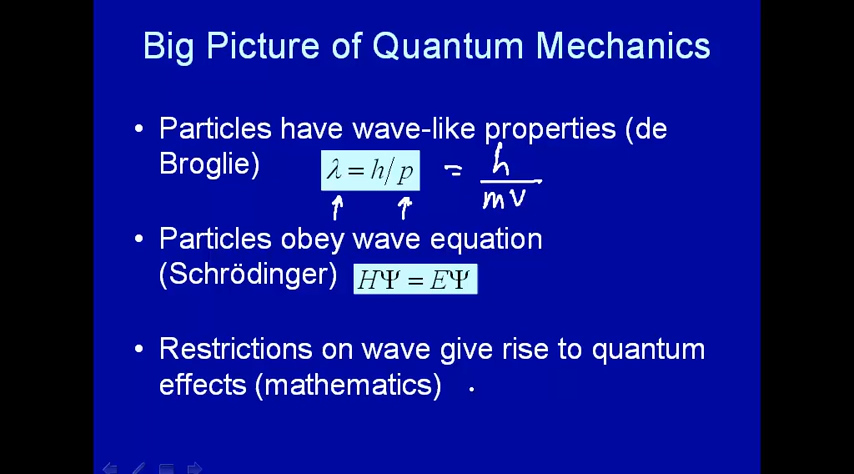 Big Picture of Quantum Mechanics
• Particles have wave-like properties (de
Broglie) λ = h/p = h/mv
• Particles obey wave equation
(Schrödinger) HΨ = EΨ
• Restrictions on wave give rise to quantum
effects (mathematics)